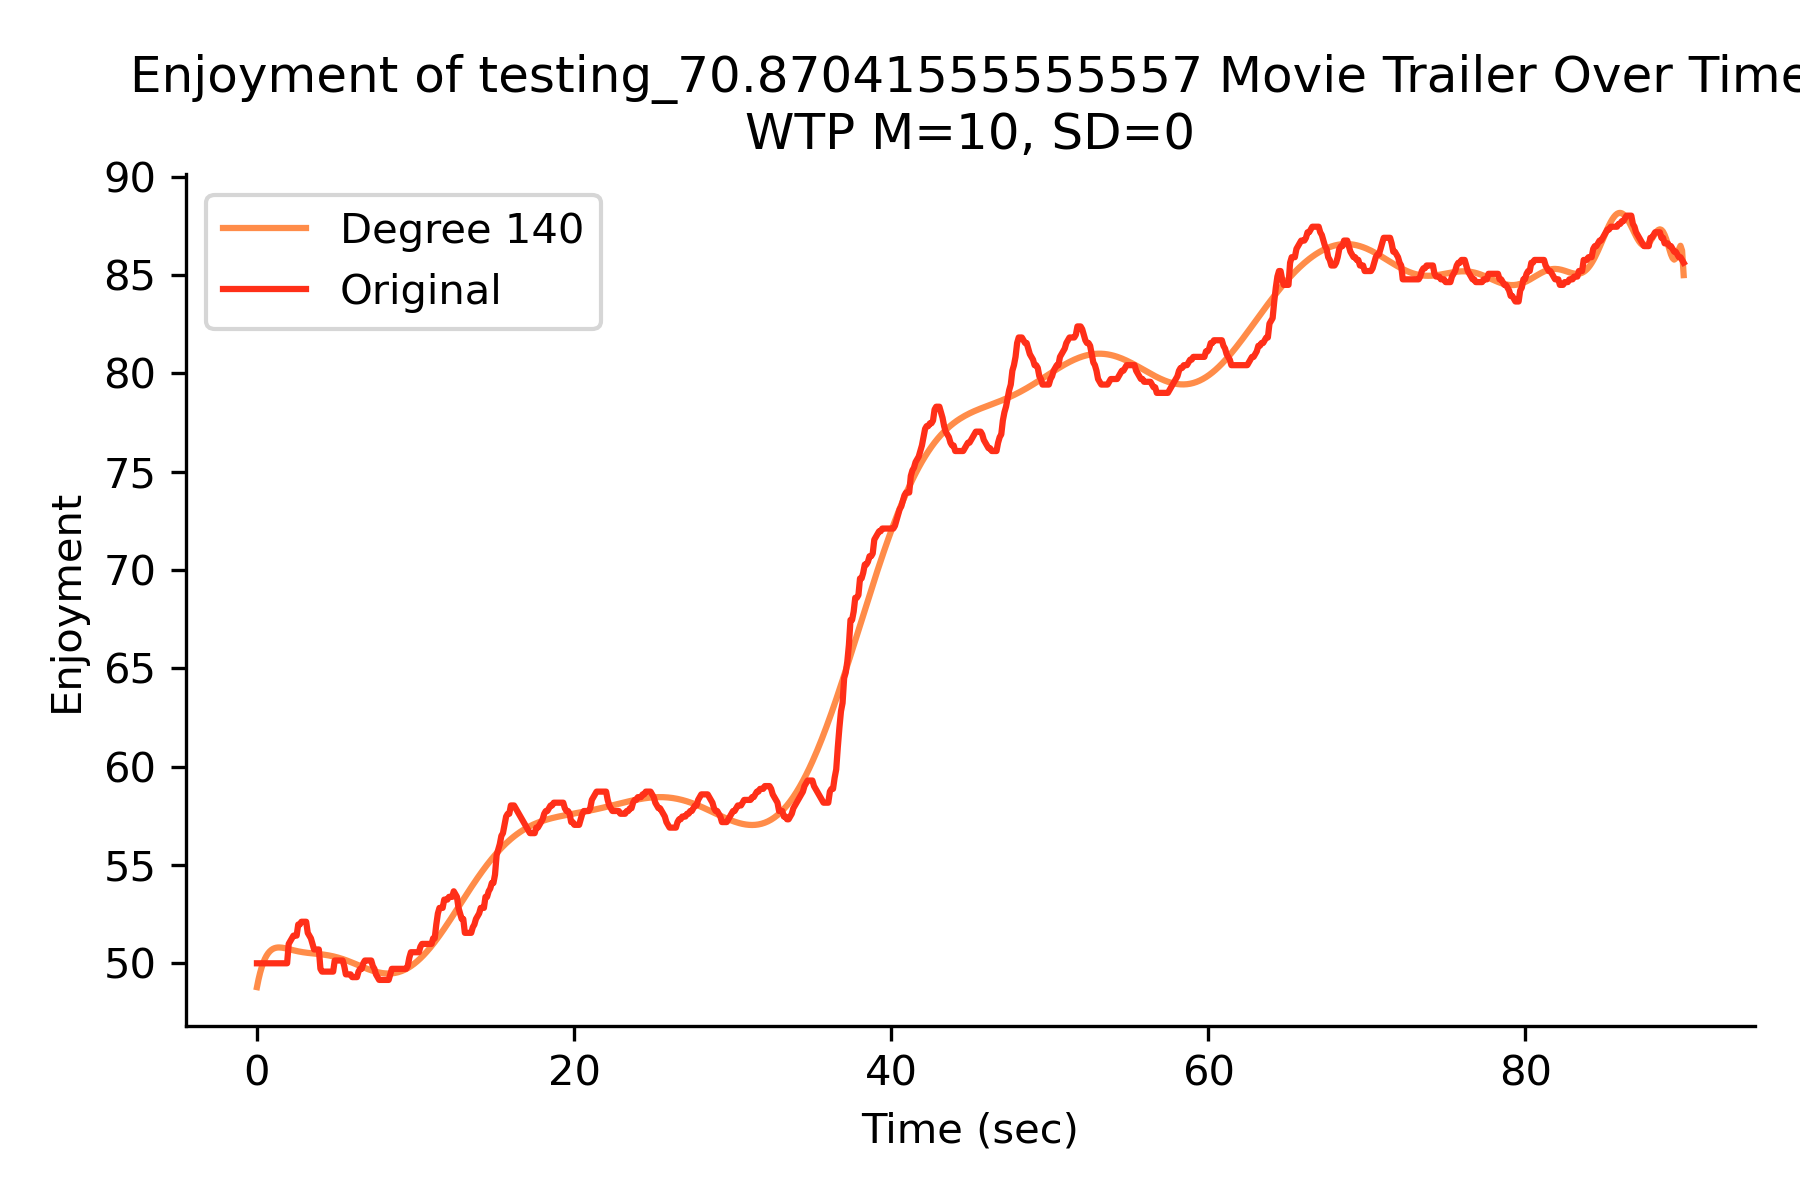 Enjoyment of testing_70.87041555555557 Movie Trailer Over Time
WTP M=10, SD=0
90
85
80
75
70
65
60
55
50
Enjoyment
Degree 140
Original
0 20 40 60 80
Time (sec)